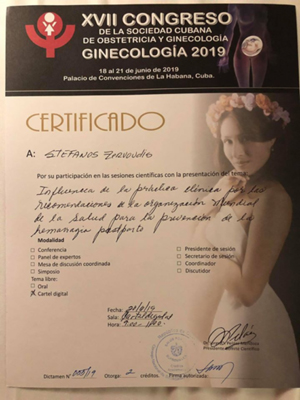 XVII CONGRESO
DE LA SOCIEDAD CUBANA
DE OBSTETRICIA Y GINECOLOGÍA
GINECOLOGÍA 2019
18 al 21 de junio de 2019
Palacio de Convenciones de La Habana, Cuba.
CERTIFICADO
A: STEFANOS
Por su participación en las sesiones científicas con la presentación del tema:
Influencia de la práctica clínica por las
recomendaciones de la organización Mundial
de la Salud para la prevención de la
hemorragia postparto
Modalidad
Conferencia
Panel de expertos
Mesa de discusión coordinada
Simposio
Tema libre:
Oral
Cartel digital
Presidente de sesión
Secretario de sesión
Coordinador
Discutidor
Fecha:
Sala:
Hora:
Dictamen Nº
Otorga: 2 créditos.
Firma autorizada: